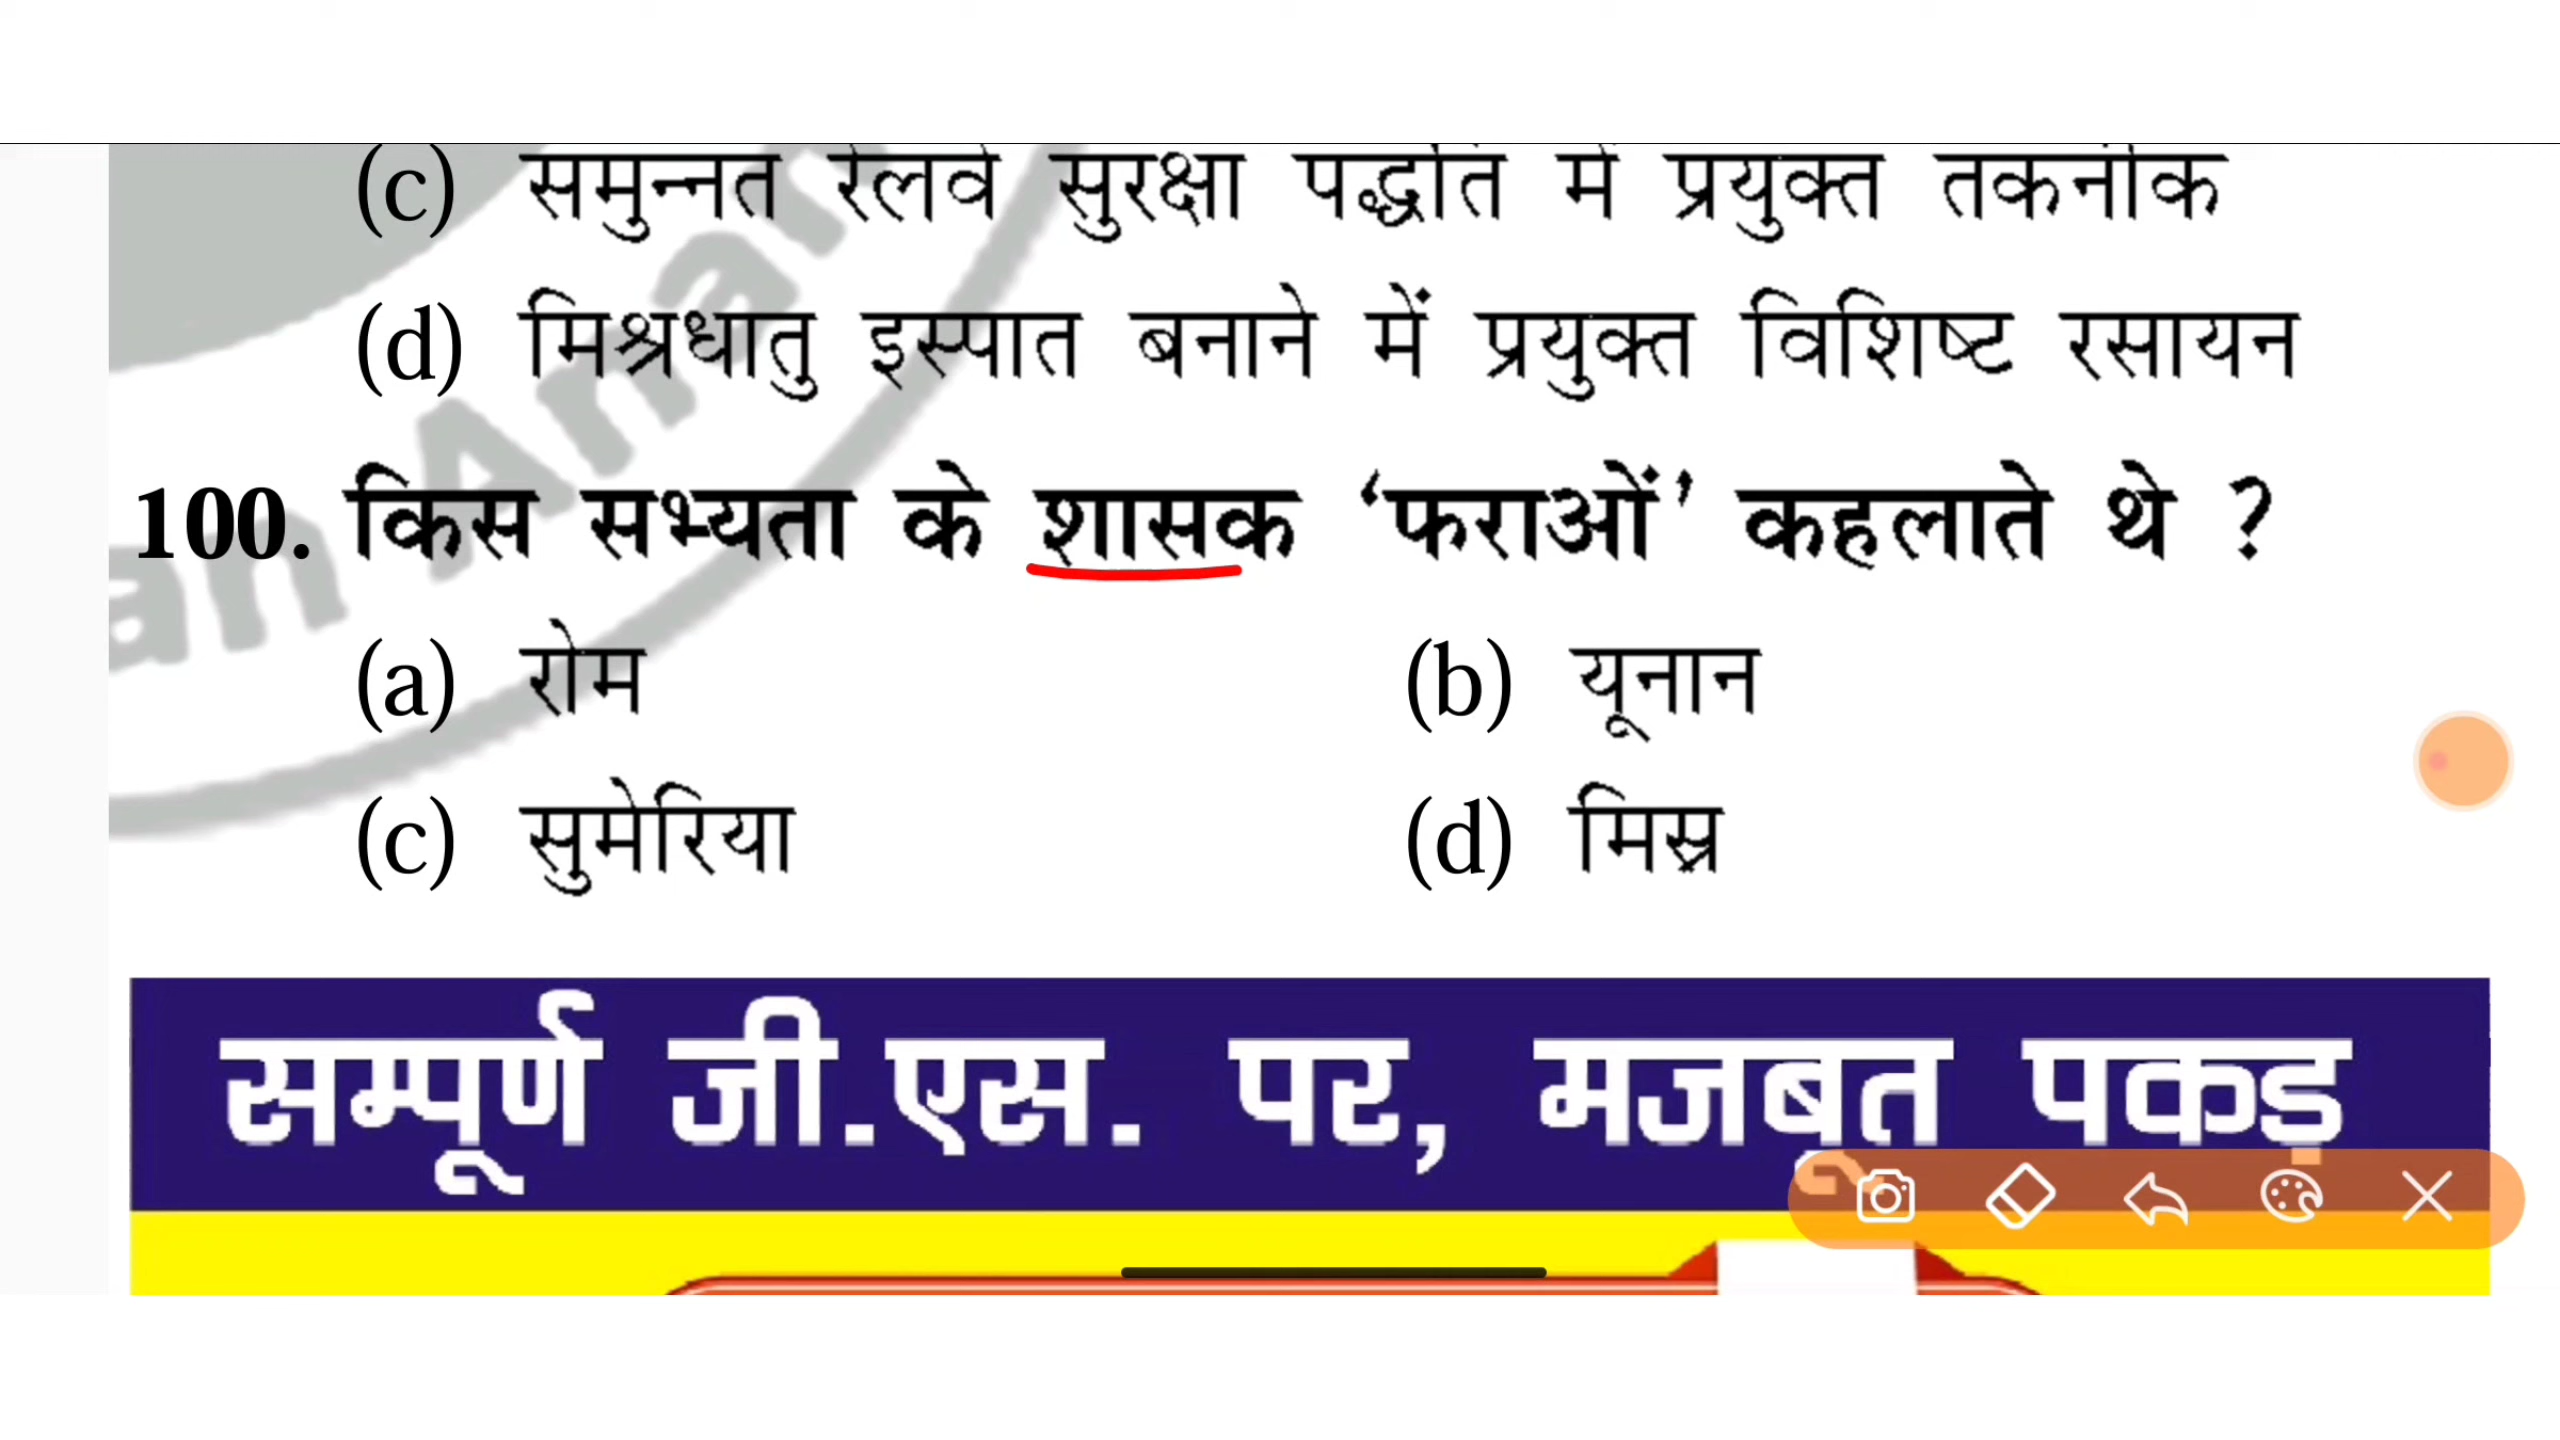 (c) समुन्नत रेलवे सुरक्षा पद्धति में प्रयुक्त तकनीक
(d) मिश्रधातु इस्पात बनाने में प्रयुक्त विशिष्ट रसायन
100. किस सभ्यता के शासक ‘फराओं’ कहलाते थे ?
(a) रोम (b) यूनान
(c) सुमेरिया (d) मिस्र
सम्पूर्ण जी.एस. पर, मजबूत पकड़